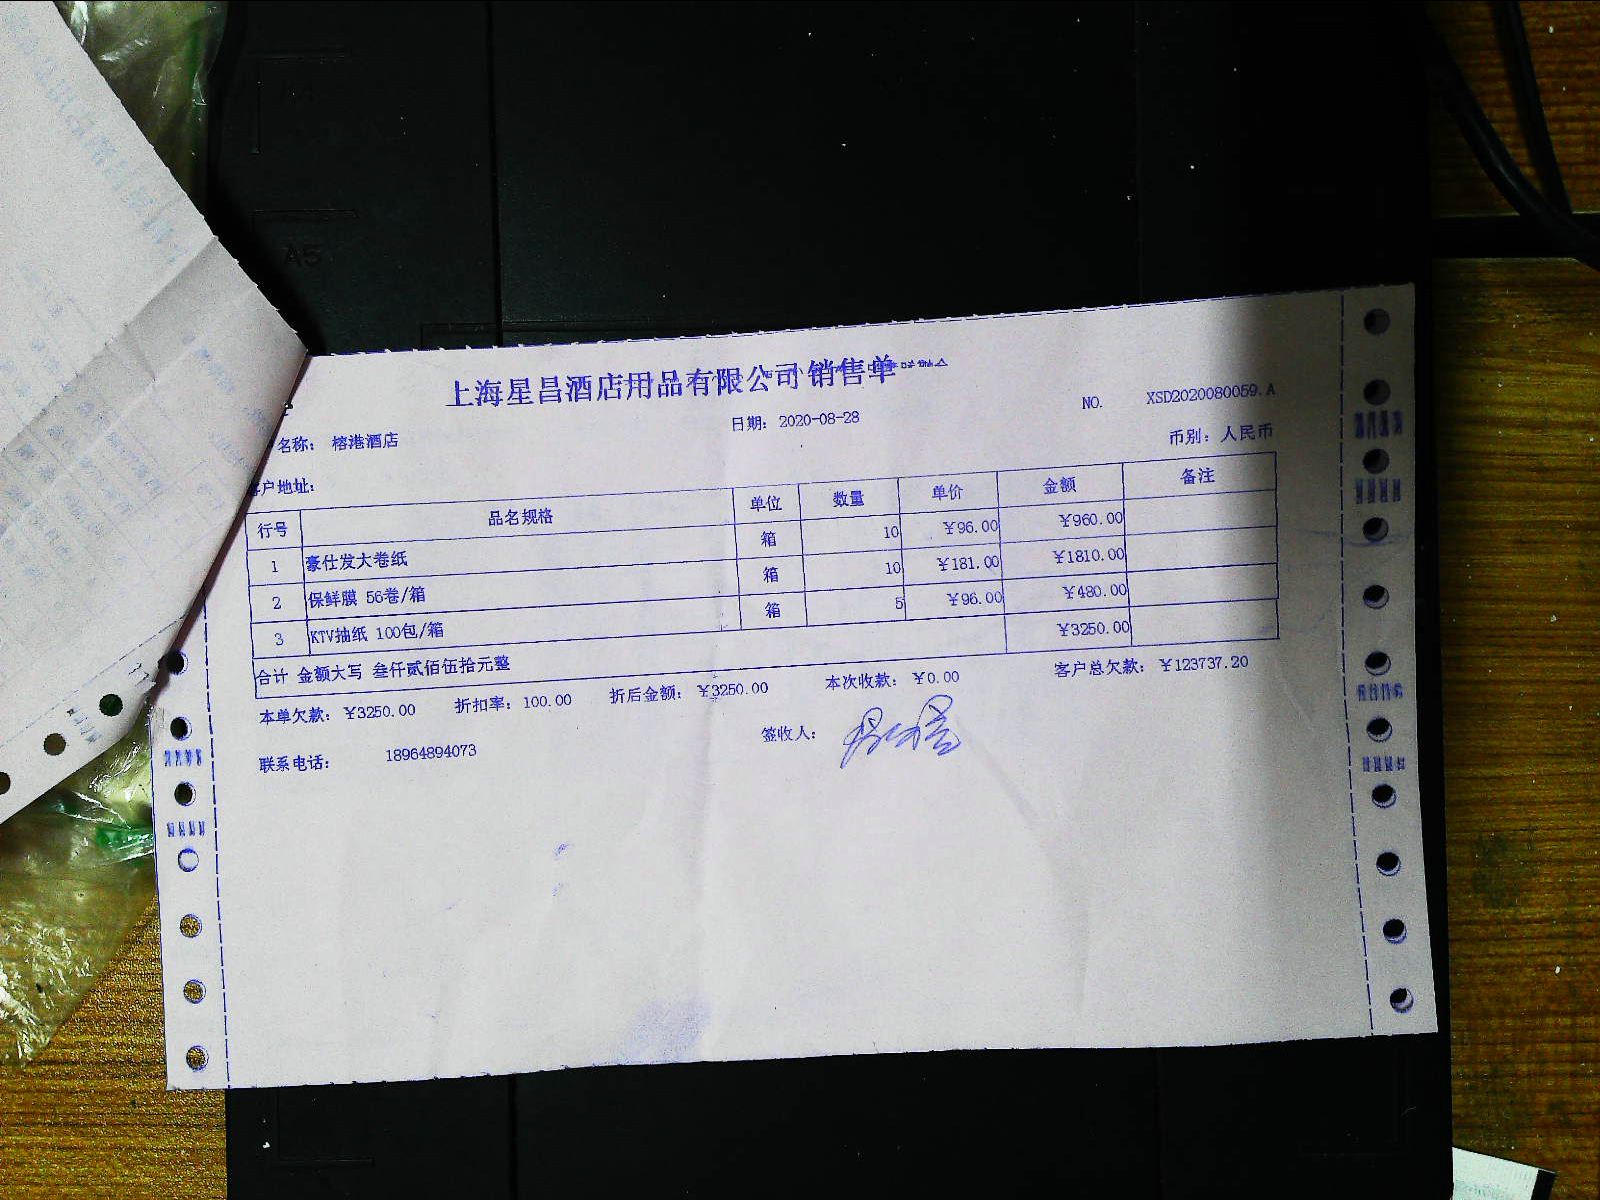 上海星昌酒店用品有限公司销售单
日期：2020-08-28
NO. XSD2020080059.A
名称：榕港酒店
币别：人民币
客户地址：
行号 品名规格 单位 数量 单价 金额 备注
1 豪仕发大卷纸 箱 10 ¥96.00 ¥960.00
2 保鲜膜 56卷/箱 箱 10 ¥181.00 ¥1810.00
3 KTV抽纸 100包/箱 箱 5 ¥96.00 ¥480.00
合计 金额大写 叁仟贰佰伍拾元整 ¥3250.00
本单欠款：¥3250.00 折扣率：100.00 折后金额：¥3250.00 本次收款：¥0.00 客户总欠款：¥123737.20
联系电话： 18964894073 签收人：
A5